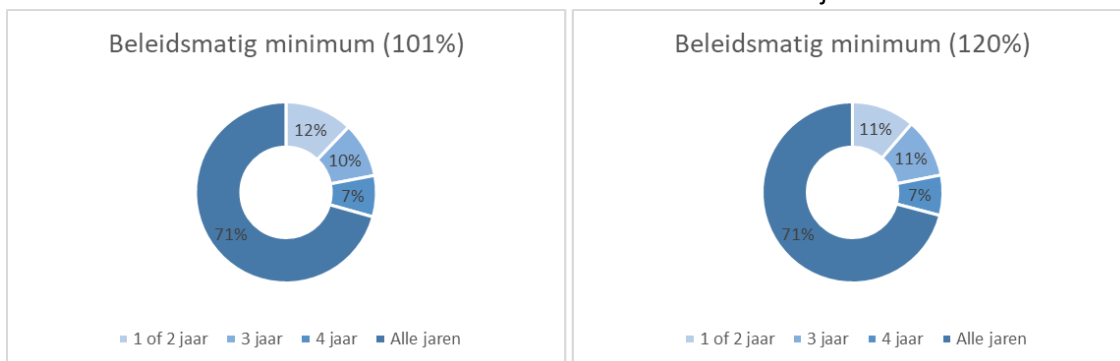 Beleidsmatig minimum (101%)
12%
10%
7%
71%
1 of 2 jaar 3 jaar 4 jaar Alle jaren
Beleidsmatig minimum (120%)
11%
11%
7%
71%
1 of 2 jaar 3 jaar 4 jaar Alle jaren